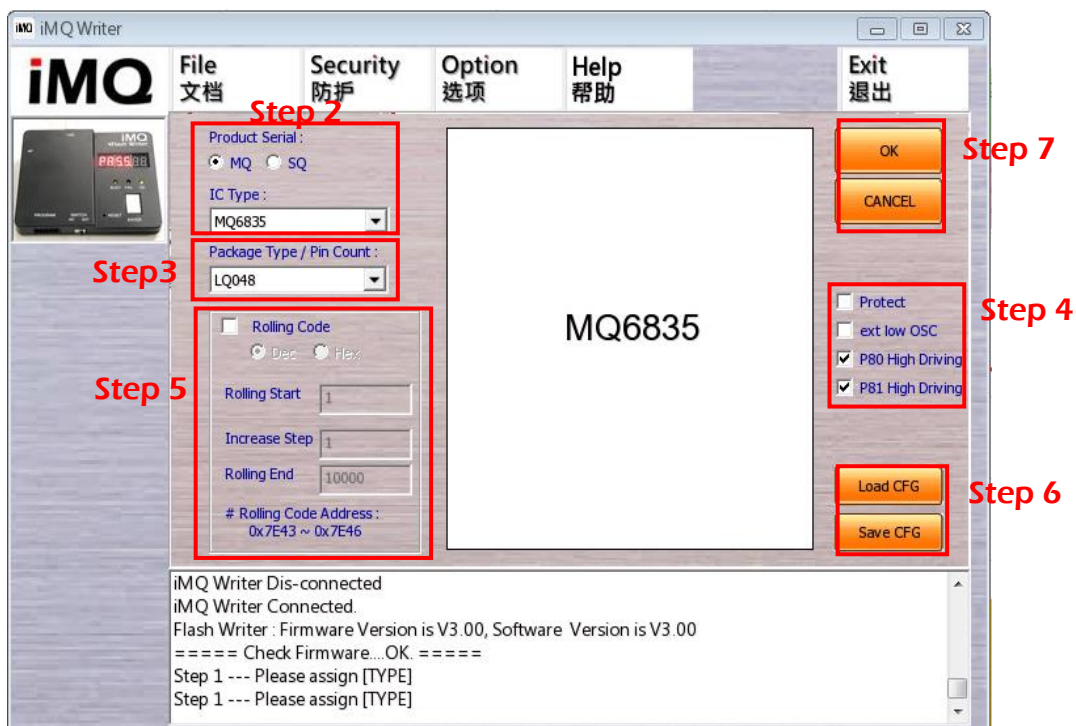 iMQ iMQ Writer
iMQ
File
文档
Security
防护
Option
选项
Help
帮助
Exit
退出
iMQ
PASS88
Step 2
Product Serial :
MQ SQ
IC Type :
MQ6835
Step3
Package Type / Pin Count :
LQ048
Step 5
Rolling Code
Dec Hex
Rolling Start 1
Increase Step 1
Rolling End 10000
# Rolling Code Address :
0x7E43 ~ 0x7E46
MQ6835
OK
CANCEL
Step 7
Protect
ext low OSC
P80 High Driving
P81 High Driving
Step 4
Load CFG
Save CFG
Step 6
iMQ Writer Dis-connected
iMQ Writer Connected.
Flash Writer : Firmware Version is V3.00, Software Version is V3.00
===== Check Firmware....OK. =====
Step 1 --- Please assign [TYPE]
Step 1 --- Please assign [TYPE]